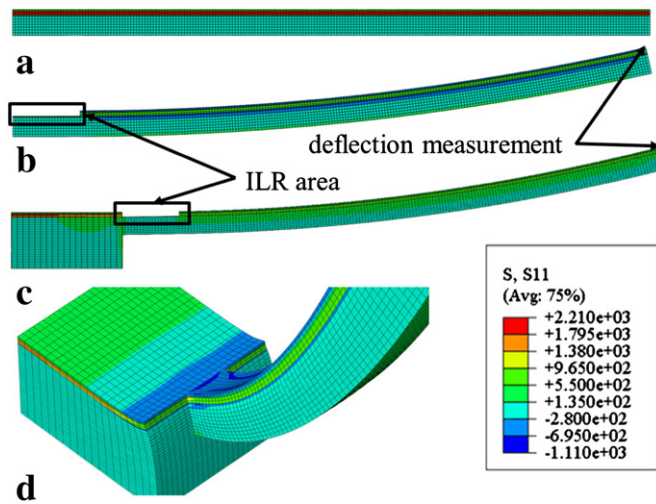 a
deflection measurement
b
ILR area
c
S, S11
(Avg: 75%)
+2.210e+03
+1.795e+03
+1.380e+03
+9.650e+02
+5.500e+02
+1.350e+02
-2.800e+02
-6.950e+02
-1.110e+03
d